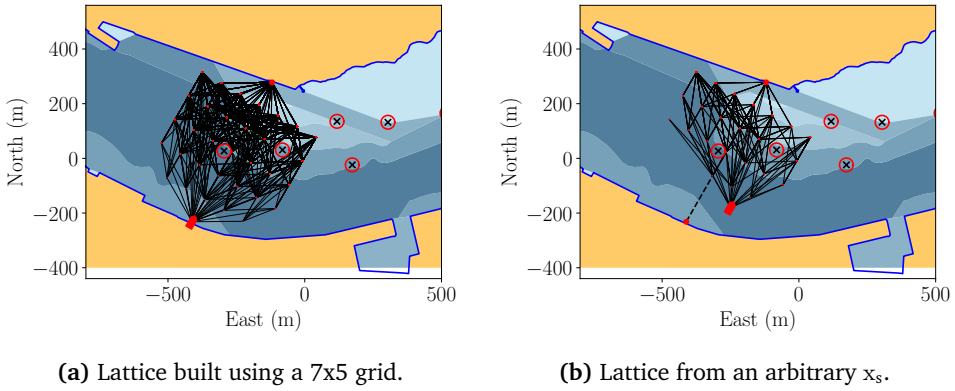 400
200
0
−200
−400
North (m)
−500
0
500
East (m)
400
200
0
−200
−400
North (m)
−500
0
500
East (m)
(a) Lattice built using a 7x5 grid.
(b) Lattice from an arbitrary xₛ.